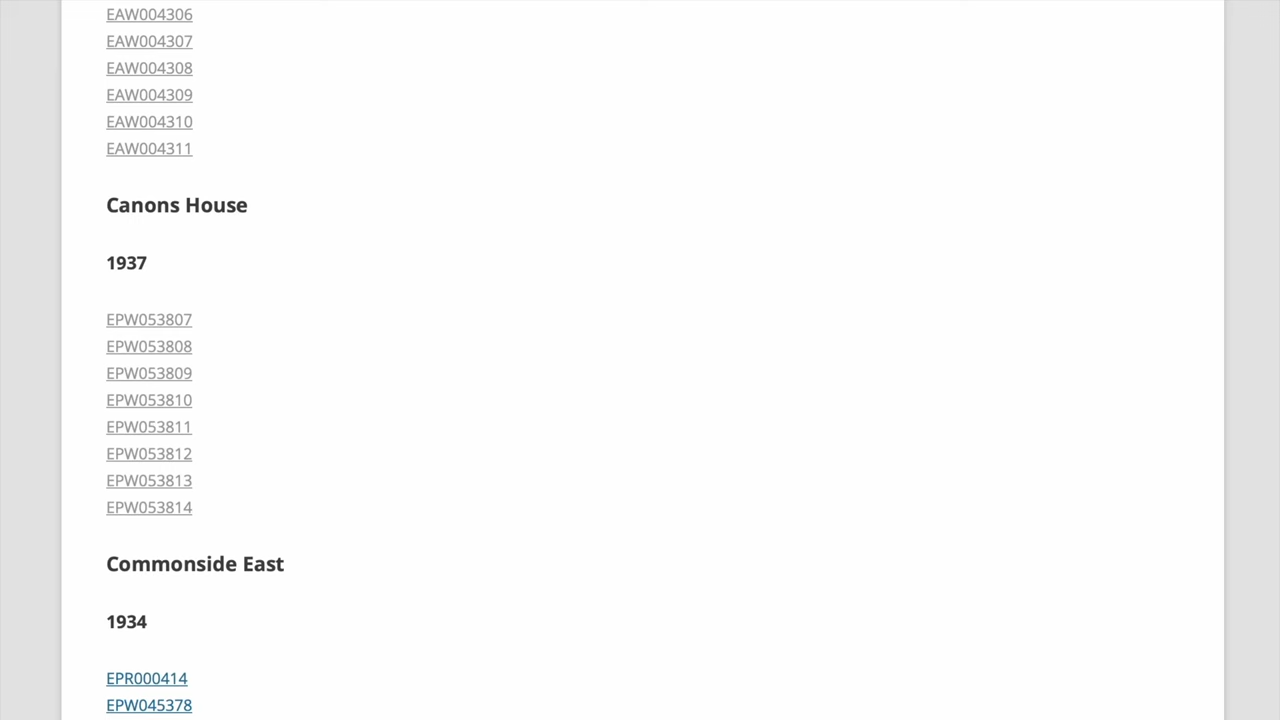 EAW004306
EAW004307
EAW004308
EAW004309
EAW004310
EAW004311
Canons House
1937
EPW053807
EPW053808
EPW053809
EPW053810
EPW053811
EPW053812
EPW053813
EPW053814
Commonside East
1934
EPR000414
EPW045378